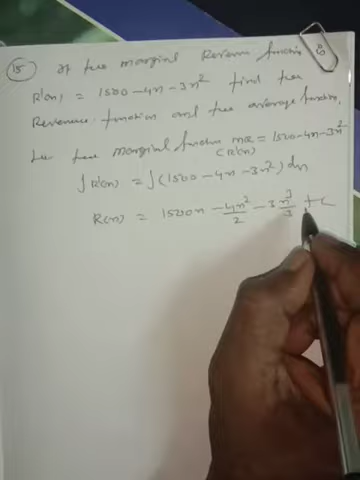 15 If the marginal Revenue function is
R'(x) = 1500 - 4x - 3x² find the
Revenue function and the average function.
Let the marginal function MR = 1500 - 4x - 3x²
(R'(x))
∫R'(x) = ∫(1500 - 4x - 3x²) dx
R(x) = 1500x - 4x²/2 - 3x³/3 + C